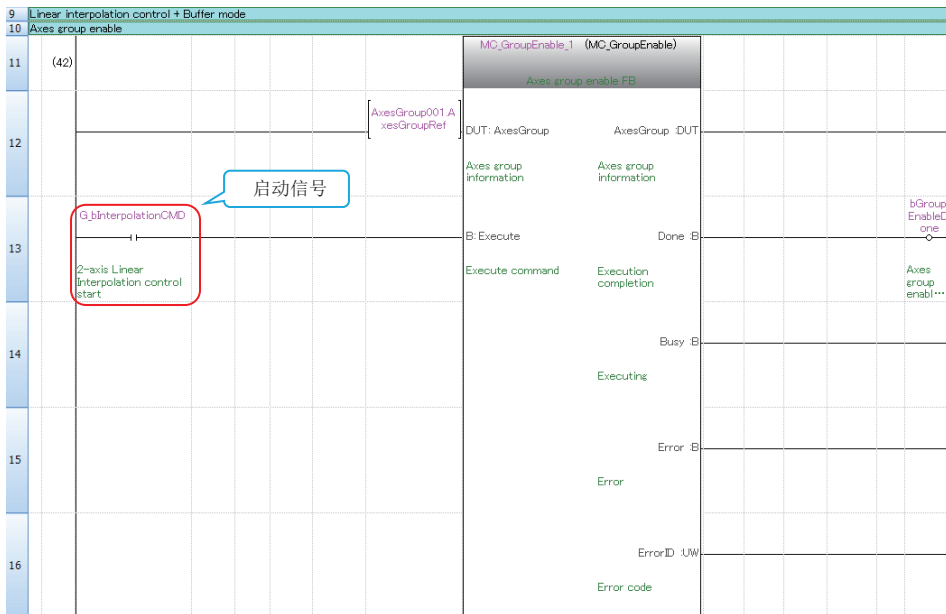 9 Linear interpolation control + Buffer mode
10 Axes group enable
11 (42) MC_GroupEnable_1 (MC_GroupEnable)
Axes group enable FB
AxesGroup001.A
xesGroupRef
12 DUT: AxesGroup AxesGroup :DUT
Axes group
information
Axes group
information
启动信号
G_bInterpolationCMD
bGroup
EnableD
one
13 B: Execute Done :B
2-axis Linear
Interpolation control
start
Execute command
Execution
completion
Axes
group
enabl…
14 Busy :B
Executing
15 Error :B
Error
16 ErrorID :UW
Error code